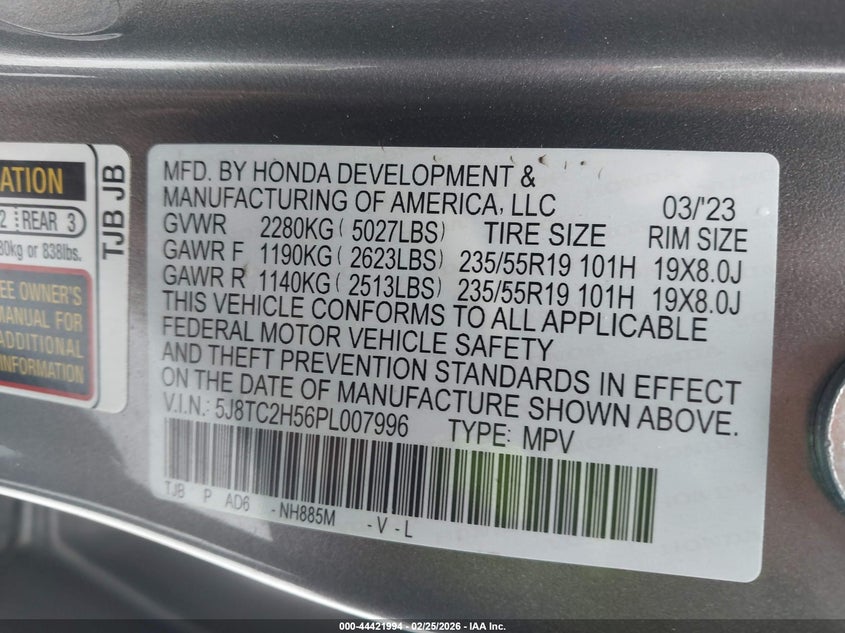 ATION
2 REAR 3
80kg or 838lbs.
EE OWNER'S
MANUAL FOR
ADDITIONAL
INFORMATION
TJB JB
MFD. BY HONDA DEVELOPMENT &
MANUFACTURING OF AMERICA, LLC 03/'23
GVWR 2280KG ( 5027LBS) TIRE SIZE RIM SIZE
GAWR F 1190KG ( 2623LBS) 235/55R19 101H 19X8.0J
GAWR R 1140KG ( 2513LBS) 235/55R19 101H 19X8.0J
THIS VEHICLE CONFORMS TO ALL APPLICABLE
FEDERAL MOTOR VEHICLE SAFETY
AND THEFT PREVENTION STANDARDS IN EFFECT
ON THE DATE OF MANUFACTURE SHOWN ABOVE.
V.I.N.: 5J8TC2H56PL007996 TYPE: MPV
TJB P AD6 - NH885M - V - L
000-44421994 - 02/25/2026 - IAA Inc.